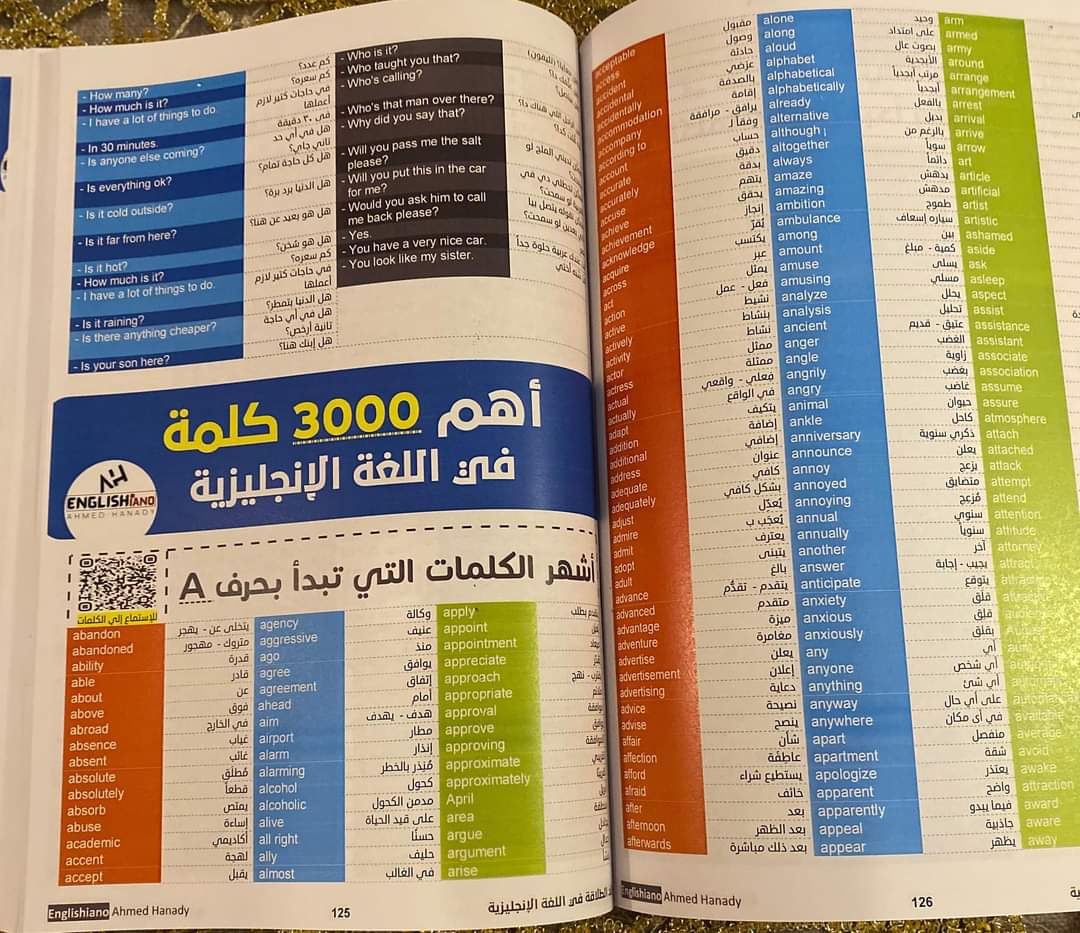 - How many?
- How much is it?
- I have a lot of things to do.
- In 30 minutes.
- Is anyone else coming?
- Is everything ok?
- Is it cold outside?
- Is it far from here?
- Is it hot?
- How much is it?
- I have a lot of things to do.
- Is it raining?
- Is there anything cheaper?
- Is your son here?
كم عدد؟
كم سعره؟
في حاجات كتير لازم
أعملها
في ٣٠ دقيقة
هل في أي حد
تاني جاي؟
هل كل حاجة تمام؟
هل الدنيا برد برة؟
هل هو بعيد عن هنا؟
هل هو سُخن؟
كم سعره؟
في حاجات كتير لازم
أعملها
هل الدنيا بتمطر؟
هل في أي حاجة
تانية أرخص؟
هل إبنك هنا؟
- Who is it?
- Who taught you that?
- Who's calling?
- Who's that man over there?
- Why did you say that?
- Will you pass me the salt
please?
- Will you put this in the car
for me?
- Would you ask him to call
me back please?
- Yes.
- You have a very nice car.
- You look like my sister.
أهم 3000 كلمة
في اللغة الإنجليزية
AH
ENGLISHIANO
AHMED HANADY
أشهر الكلمات التي تبدأ بحرف A
للإستماع إلى الكلمات
abandon
abandoned
ability
able
about
above
abroad
absence
absent
absolute
absolutely
absorb
abuse
academic
accent
accept
يتخلى عن - يهجر
متروك - مهجور
قدرة
قادر
عن
فوق
في الخارج
غياب
غائب
مُطلَق
قطعاً
يمتص
إساءة
أكاديمي
لهجة
يقبل
agency
aggressive
ago
agree
agreement
ahead
aim
airport
alarm
alarming
alcohol
alcoholic
alive
all right
ally
almost
وكالة
عنيف
منذ
يوافق
إتفاق
أمام
هدف - يهدف
مطار
إنذار
مُنذِر بالخطر
كحول
مدمن الكحول
على قيد الحياة
حسنًا
حليف
في الغالب
apply
appoint
appointment
appreciate
approach
appropriate
approval
approve
approving
approximate
approximately
April
area
argue
argument
arise
Englishiano Ahmed Hanady
125
الطلاقة في اللغة الإنجليزية
acceptable
access
accident
accidental
accidentally
accommodation
accompany
according to
account
accurate
accurately
accuse
achieve
achievement
acknowledge
acquire
across
act
action
active
actively
activity
actor
actress
actual
actually
adapt
addition
additional
address
adequate
adequately
adjust
admire
admit
adopt
adult
advance
advanced
advantage
adventure
advertise
advertisement
advertising
advice
advise
affair
affection
afford
afraid
after
afternoon
afterwards
مقبول
وصول
حادثة
عرَضي
بالصدفة
إقامة
يرافق - مرافقة
وفقاً لـ
حساب
دقيق
بدقة
يتهم
يحقق
إنجاز
يُقرّ
يكتسب
عبر
يمثل
فعل - عمل
نشيط
بنشاط
نشاط
ممثل
ممثلة
فعلي - واقعي
في الواقع
يتكيف
إضافة
إضافي
عنوان
كافي
بشكل كافي
يُعدّل
يُعجَب ب
يعترف
يتبنى
بالغ
يتقدم - تقدُّم
متقدم
ميزة
مغامرة
يعلن
إعلان
دعاية
نصيحة
ينصح
شأن
عاطفة
يستطيع شراء
خائف
بعد
بعد الظهر
بعد ذلك مباشرة
alone
along
aloud
alphabet
alphabetical
alphabetically
already
alternative
although
altogether
always
amaze
amazing
ambition
ambulance
among
amount
amuse
amusing
analyze
analysis
ancient
anger
angle
angrily
angry
animal
ankle
anniversary
announce
annoy
annoyed
annoying
annual
annually
another
answer
anticipate
anxiety
anxious
anxiously
any
anyone
anything
anyway
anywhere
apart
apartment
apologize
apparent
apparently
appeal
appear
وحيد
على امتداد
بصوت عال
الأبجدية
مرتب أبجدياً
أبجدياً
بالفعل
بديل
بالرغم من
سوياً
دائماً
يدهش
مدهش
طموح
سيارة إسعاف
بين
كمية - مبلغ
يسلي
مسلي
يحلل
تحليل
عتيق - قديم
الغضب
زاوية
بغضب
غاضب
حيوان
كاحل
ذكرى سنوية
يعلن
يزعج
متضايق
مُزعِج
سنوي
سنوياً
آخر
يجيب - إجابة
يتوقع
قلَق
قلِق
بقلق
أي
أي شخص
أي شئ
على أي حال
في أي مكان
منفصل
شقة
يعتذر
واضح
فيما يبدو
جاذبية
يظهر
arm
armed
army
around
arrange
arrangement
arrest
arrival
arrive
arrow
art
article
artificial
artist
artistic
ashamed
aside
ask
asleep
aspect
assist
assistance
assistant
associate
association
assume
assure
atmosphere
attach
attached
attack
attempt
attend
attention
attitude
attorney
attract
available
average
avoid
awake
attraction
award
aware
away
Englishiano Ahmed Hanady
126